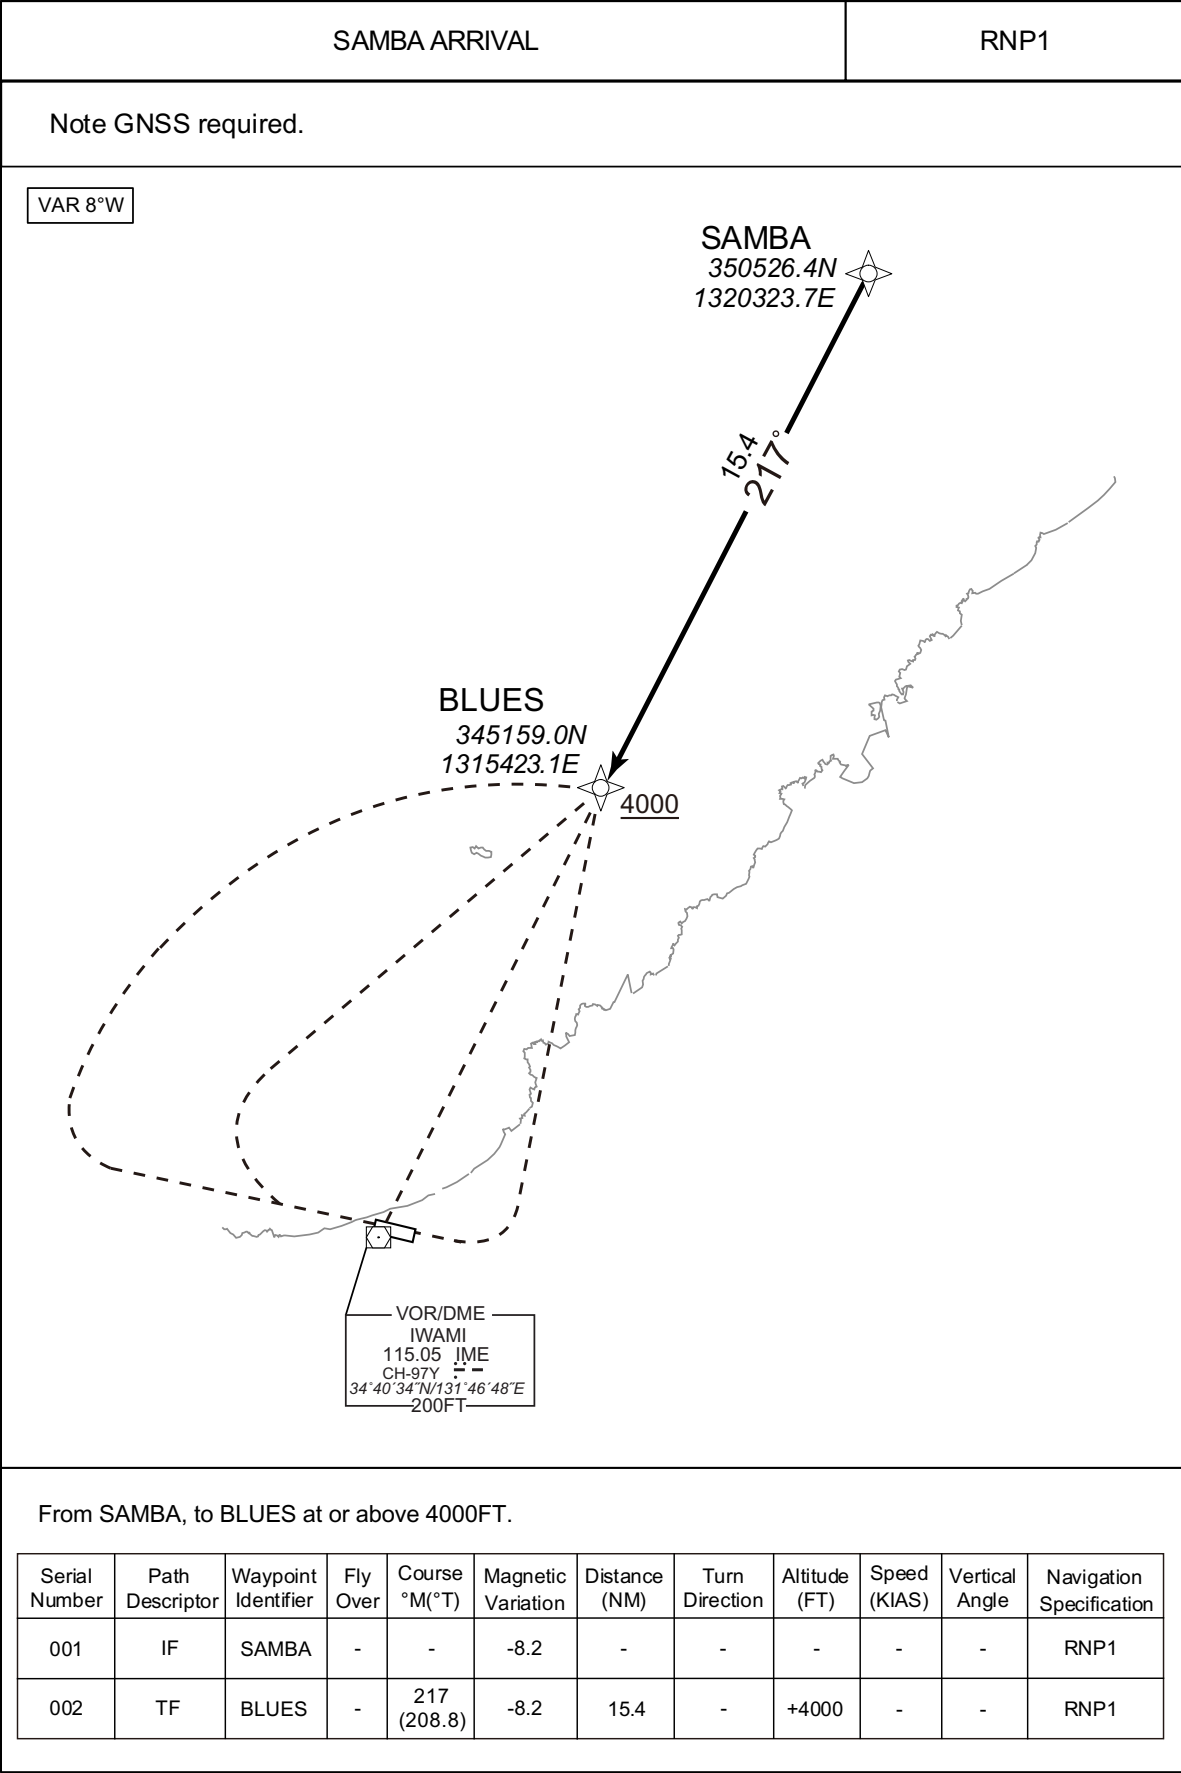 SAMBA ARRIVAL
RNP1
Note GNSS required.
VAR 8°W
SAMBA
350526.4N
1320323.7E
15.4
217°
BLUES
345159.0N
1315423.1E
4000
VOR/DME
IWAMI
115.05 IME
CH-97Y
34°40′34″N/131°46′48″E
200FT
From SAMBA, to BLUES at or above 4000FT.
Serial Number
Path Descriptor
Waypoint Identifier
Fly Over
Course °M(°T)
Magnetic Variation
Distance (NM)
Turn Direction
Altitude (FT)
Speed (KIAS)
Vertical Angle
Navigation Specification
001 IF SAMBA - - -8.2 - - - - - RNP1
002 TF BLUES - 217 (208.8) -8.2 15.4 - +4000 - - RNP1